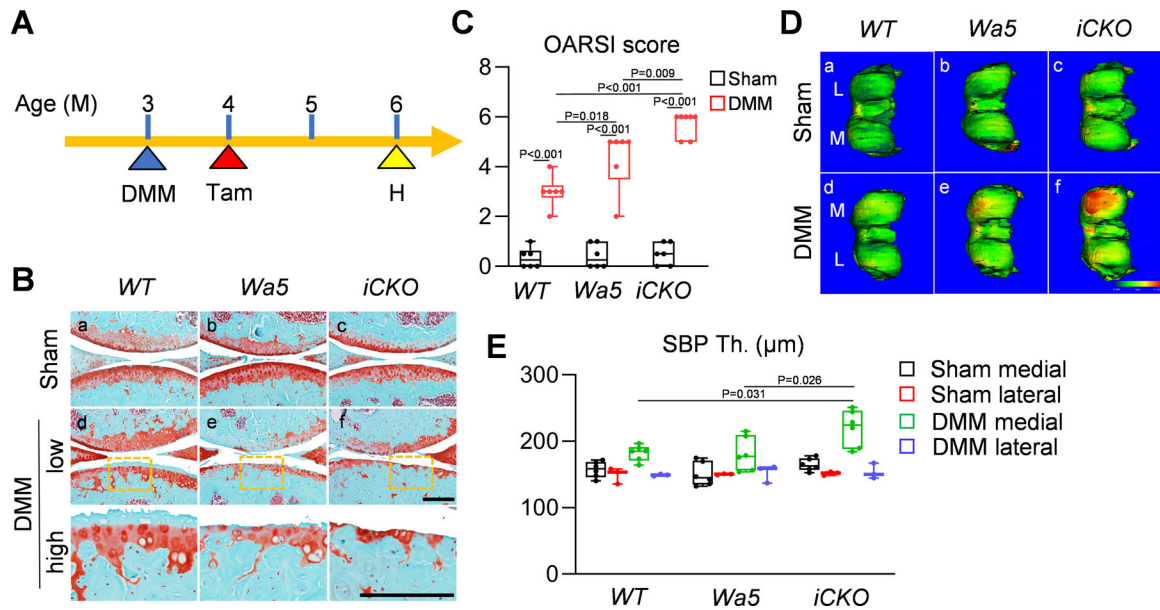 A
Age (M)
3 4 5 6
DMM Tam H
B
WT Wa5 iCKO
Sham
a b c
DMM
low
d e f
high
C
OARSI score
Sham
DMM
P=0.009
P<0.001
P=0.018
P<0.001
P<0.001
P<0.001
8
6
4
2
0
WT Wa5 iCKO
D
WT Wa5 iCKO
Sham
a b c
L
M
DMM
d e f
M
L
E
SBP Th. (μm)
300
200
100
0
P=0.026
P=0.031
WT Wa5 iCKO
Sham medial
Sham lateral
DMM medial
DMM lateral